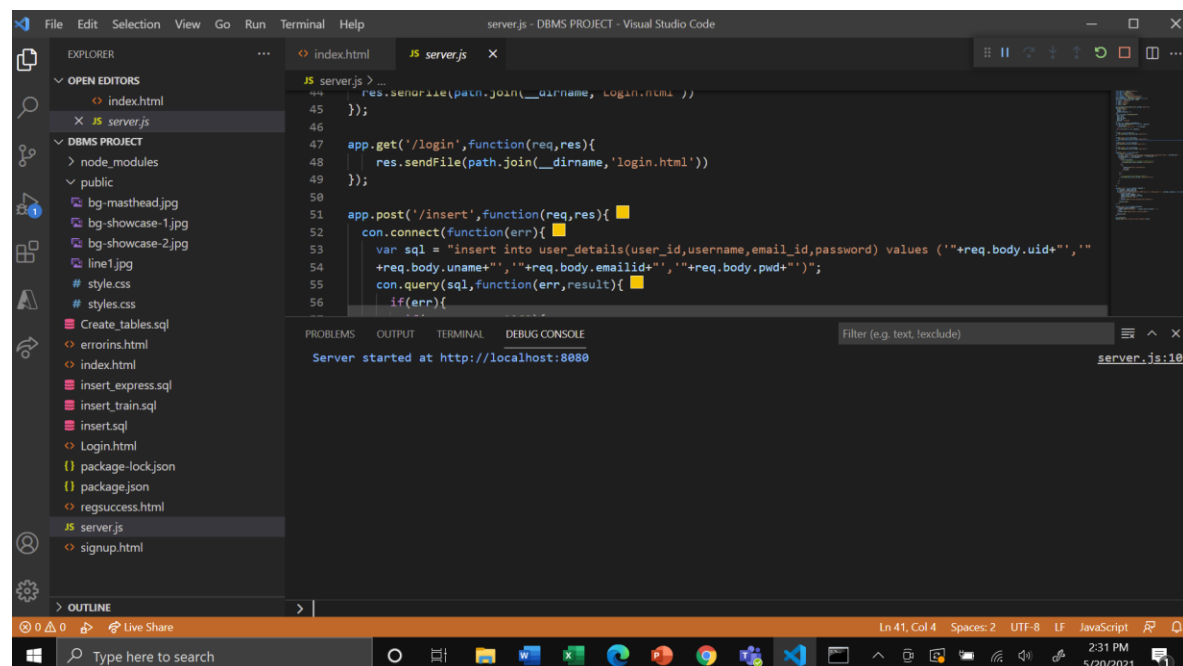 File Edit Selection View Go Run Terminal Help server.js - DBMS PROJECT - Visual Studio Code
EXPLORER
OPEN EDITORS
index.html
server.js
DBMS PROJECT
node_modules
public
bg-masthead.jpg
bg-showcase-1.jpg
bg-showcase-2.jpg
line1.jpg
style.css
styles.css
Create_tables.sql
errorins.html
index.html
insert_express.sql
insert_train.sql
insert.sql
Login.html
package-lock.json
package.json
regsuccess.html
JS server.js
signup.html
OUTLINE
index.html JS server.js
JS server.js > ...
44 res.sendFile(path.join(__dirname, 'Login.html'))
45 });
46
47 app.get('/login',function(req,res){
48 res.sendFile(path.join(__dirname,'login.html'))
49 });
50
51 app.post('/insert',function(req,res){
52 con.connect(function(err){
53 var sql = "insert into user_details(user_id,username,email_id,password) values ('"+req.body.uid+"','"
54 +req.body.uname+"','"+req.body.emailid+"','"+req.body.pwd+"')";
55 con.query(sql,function(err,result){
56 if(err){
PROBLEMS OUTPUT TERMINAL DEBUG CONSOLE Filter (e.g. text, !exclude)
Server started at http://localhost:8080 server.js:10
>
0 0 Live Share Ln 41, Col 4 Spaces: 2 UTF-8 LF JavaScript
Type here to search 2:31 PM
5/20/2021